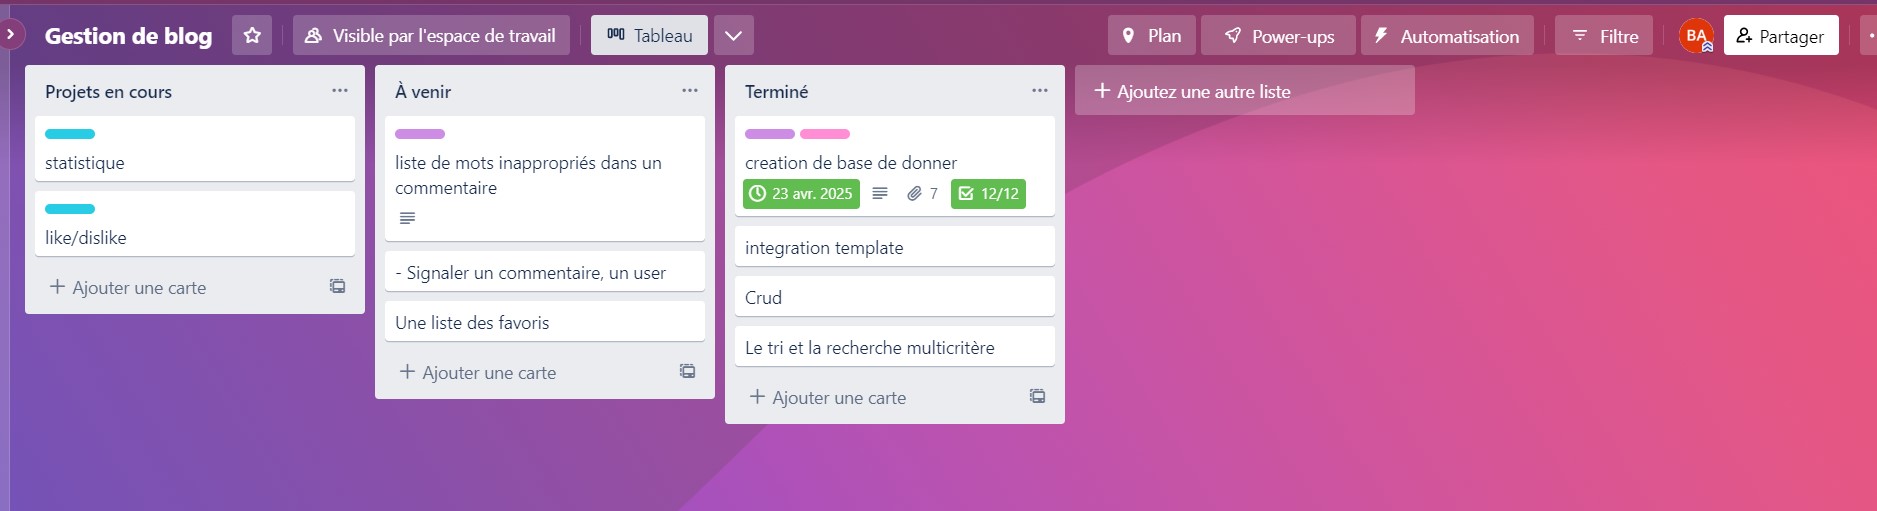 Gestion de blog
Visible par l'espace de travail
Tableau
Plan
Power-ups
Automatisation
Filtre
BA
Partager
Projets en cours
statistique
like/dislike
Ajouter une carte
À venir
liste de mots inappropriés dans un
commentaire
- Signaler un commentaire, un user
Une liste des favoris
Ajouter une carte
Terminé
creation de base de donner
23 avr. 2025
7
12/12
integration template
Crud
Le tri et la recherche multicritère
Ajouter une carte
Ajoutez une autre liste